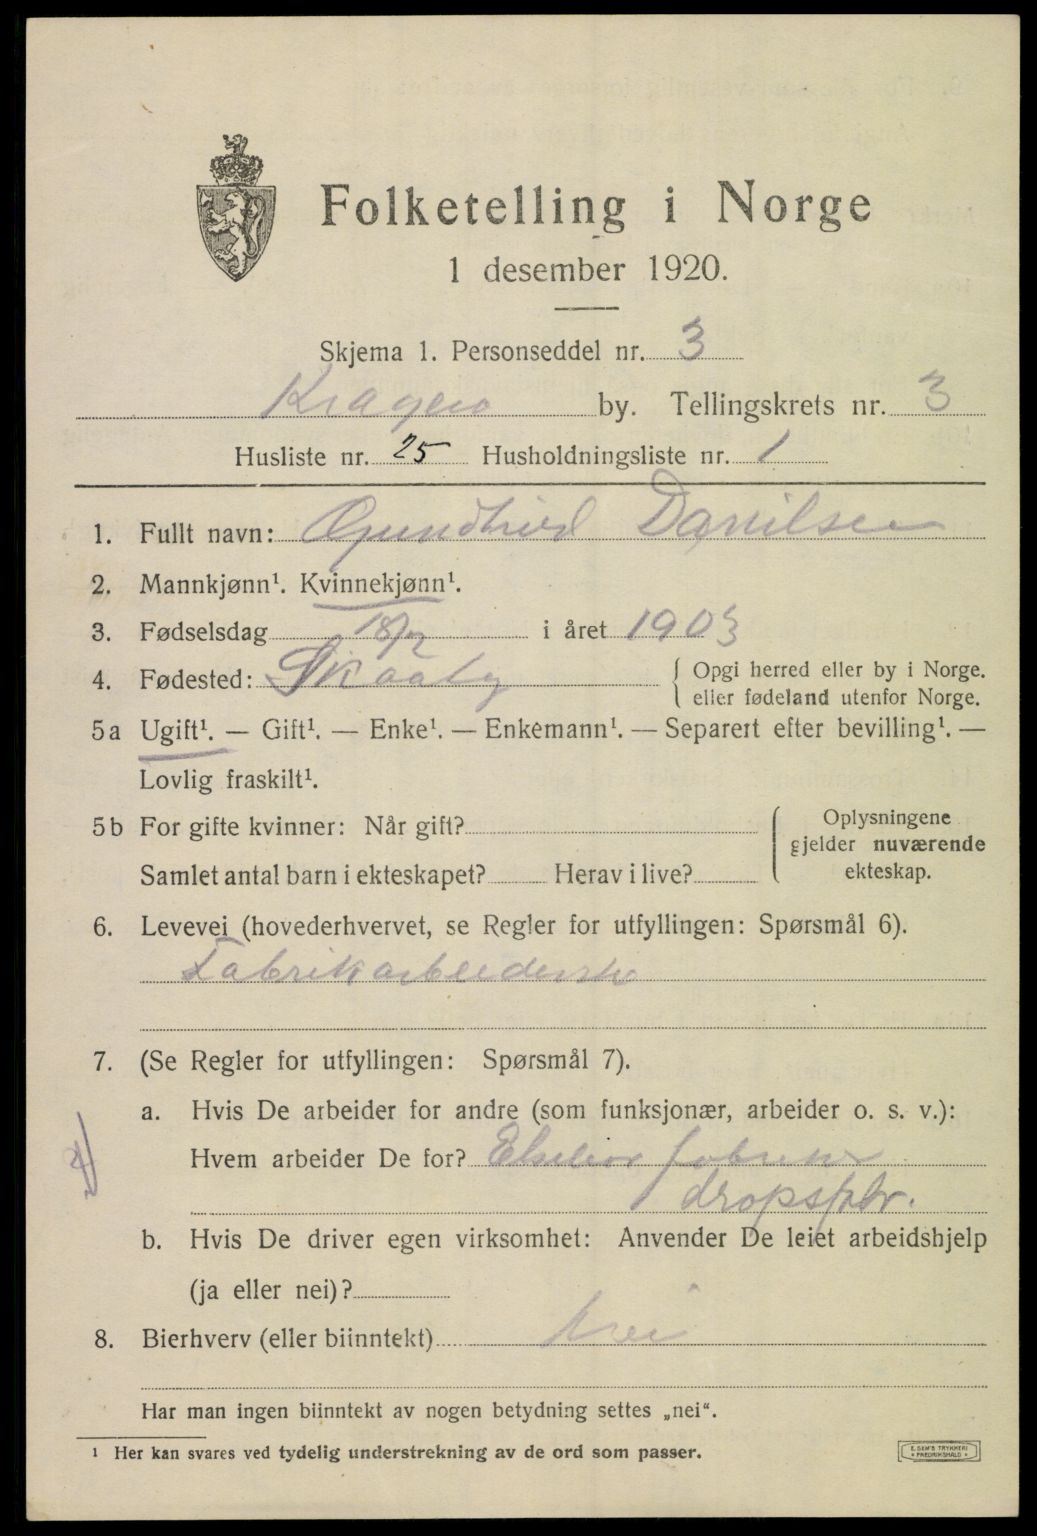 Folketelling i Norge
1 desember 1920.
Skjema 1. Personseddel nr. 3
Kragerø by. Tellingskrets nr. 3
Husliste nr. 25 Husholdningsliste nr. 1
1. Fullt navn: Danilsen
2. Mannkjønn¹. Kvinnekjønn¹.
3. Fødselsdag 18/2 i året 1903
4. Fødested: Skaaby { Opgi herred eller by i Norge.
eller fødeland utenfor Norge.
5a Ugift¹. — Gift¹. — Enke¹. — Enkemann¹. — Separert efter bevilling¹. —
Lovlig fraskilt¹.
5b For gifte kvinner: Når gift? { Oplysningene
gjelder nuværende
Samlet antal barn i ekteskapet? Herav i live? ekteskap.
6. Levevei (hovederhvervet, se Regler for utfyllingen: Spørsmål 6).
Fabrikarbeiderske
7. (Se Regler for utfyllingen: Spørsmål 7).
a. Hvis De arbeider for andre (som funksjonær, arbeider o. s. v.):
Hvem arbeider De for? fabrikker
dropsfabr.
b. Hvis De driver egen virksomhet: Anvender De leiet arbeidshjelp
(ja eller nei)?
8. Bierhverv (eller biinntekt) Nei
Har man ingen biinntekt av nogen betydning settes „nei".
¹ Her kan svares ved tydelig understrekning av de ord som passer.
E. SEM'S TRYKKERI
FREDRIKSHALD